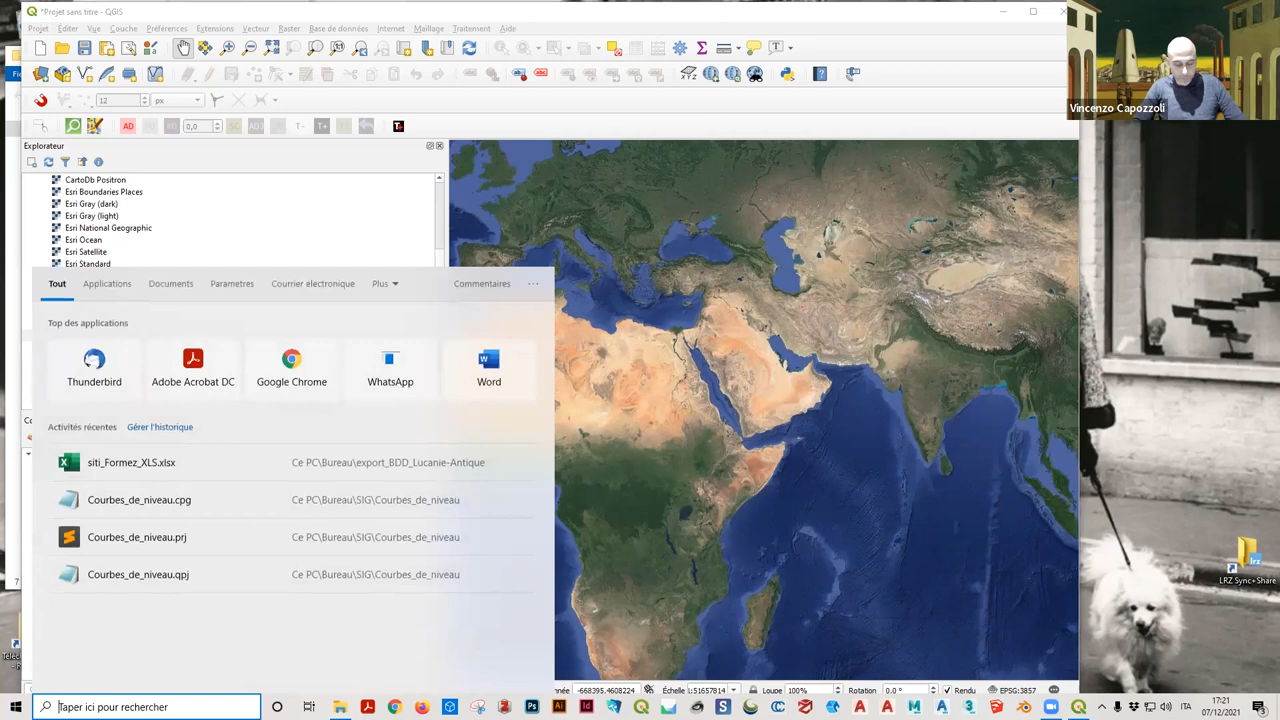 *Projet sans titre - QGIS
Projet Éditer Vue Couche Préférences Extensions Vecteur Raster Base de données Internet Maillage Traitement Aide
12 px
0,0
Vincenzo Capozzoli
Explorateur
CartoDb Positron
Esri Boundaries Places
Esri Gray (dark)
Esri Gray (light)
Esri National Geographic
Esri Ocean
Esri Satellite
Esri Standard
Tout Applications Documents Parametres Courrier electronique Plus Commentaires ...
Top des applications
Thunderbird Adobe Acrobat DC Google Chrome WhatsApp Word
Activités récentes Gérer l'historique
siti_Formez_XLS.xlsx Ce PC\Bureau\export_BDD_Lucanie-Antique
Courbes_de_niveau.cpg Ce PC\Bureau\SIG\Courbes_de_niveau
Courbes_de_niveau.prj Ce PC\Bureau\SIG\Courbes_de_niveau
Courbes_de_niveau.qpj Ce PC\Bureau\SIG\Courbes_de_niveau
LRZ Sync+Share
-668395.4608224 Échelle 1:51657814 Loupe 100% Rotation 0,0 ° Rendu EPSG:3857
Taper ici pour rechercher
ITA
17:21
07/12/2021